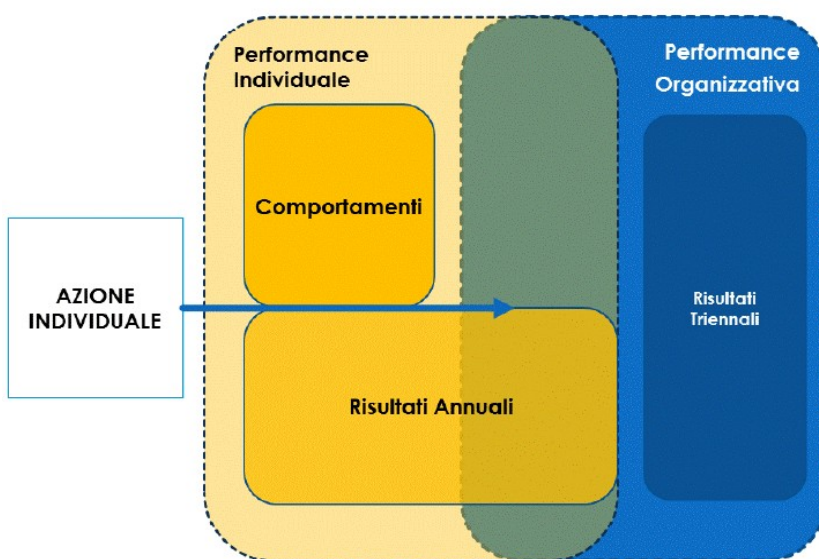 Performance
Individuale
Performance
Organizzativa
Comportamenti
AZIONE
INDIVIDUALE
Risultati
Triennali
Risultati Annuali